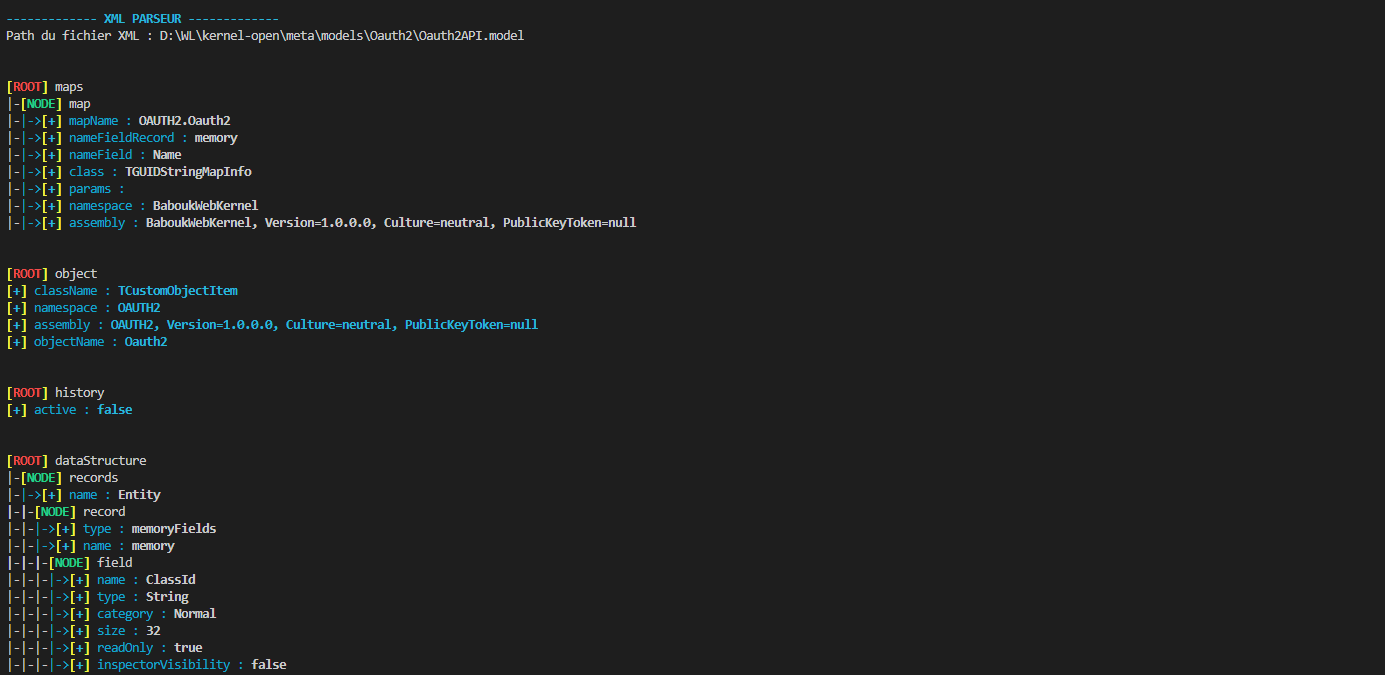 ------------- XML PARSEUR -------------
Path du fichier XML : D:\WL\kernel-open\meta\models\Oauth2\Oauth2API.model
[ROOT] maps
|-[NODE] map
|-|->[+] mapName : OAUTH2.Oauth2
|-|->[+] nameFieldRecord : memory
|-|->[+] nameField : Name
|-|->[+] class : TGUIDStringMapInfo
|-|->[+] params :
|-|->[+] namespace : BaboukWebKernel
|-|->[+] assembly : BaboukWebKernel, Version=1.0.0.0, Culture=neutral, PublicKeyToken=null
[ROOT] object
[+] className : TCustomObjectItem
[+] namespace : OAUTH2
[+] assembly : OAUTH2, Version=1.0.0.0, Culture=neutral, PublicKeyToken=null
[+] objectName : Oauth2
[ROOT] history
[+] active : false
[ROOT] dataStructure
|-[NODE] records
|-|->[+] name : Entity
|-|-[NODE] record
|-|-|->[+] type : memoryFields
|-|-|->[+] name : memory
|-|-|-[NODE] field
|-|-|-|->[+] name : ClassId
|-|-|-|->[+] type : String
|-|-|-|->[+] category : Normal
|-|-|-|->[+] size : 32
|-|-|-|->[+] readOnly : true
|-|-|-|->[+] inspectorVisibility : false